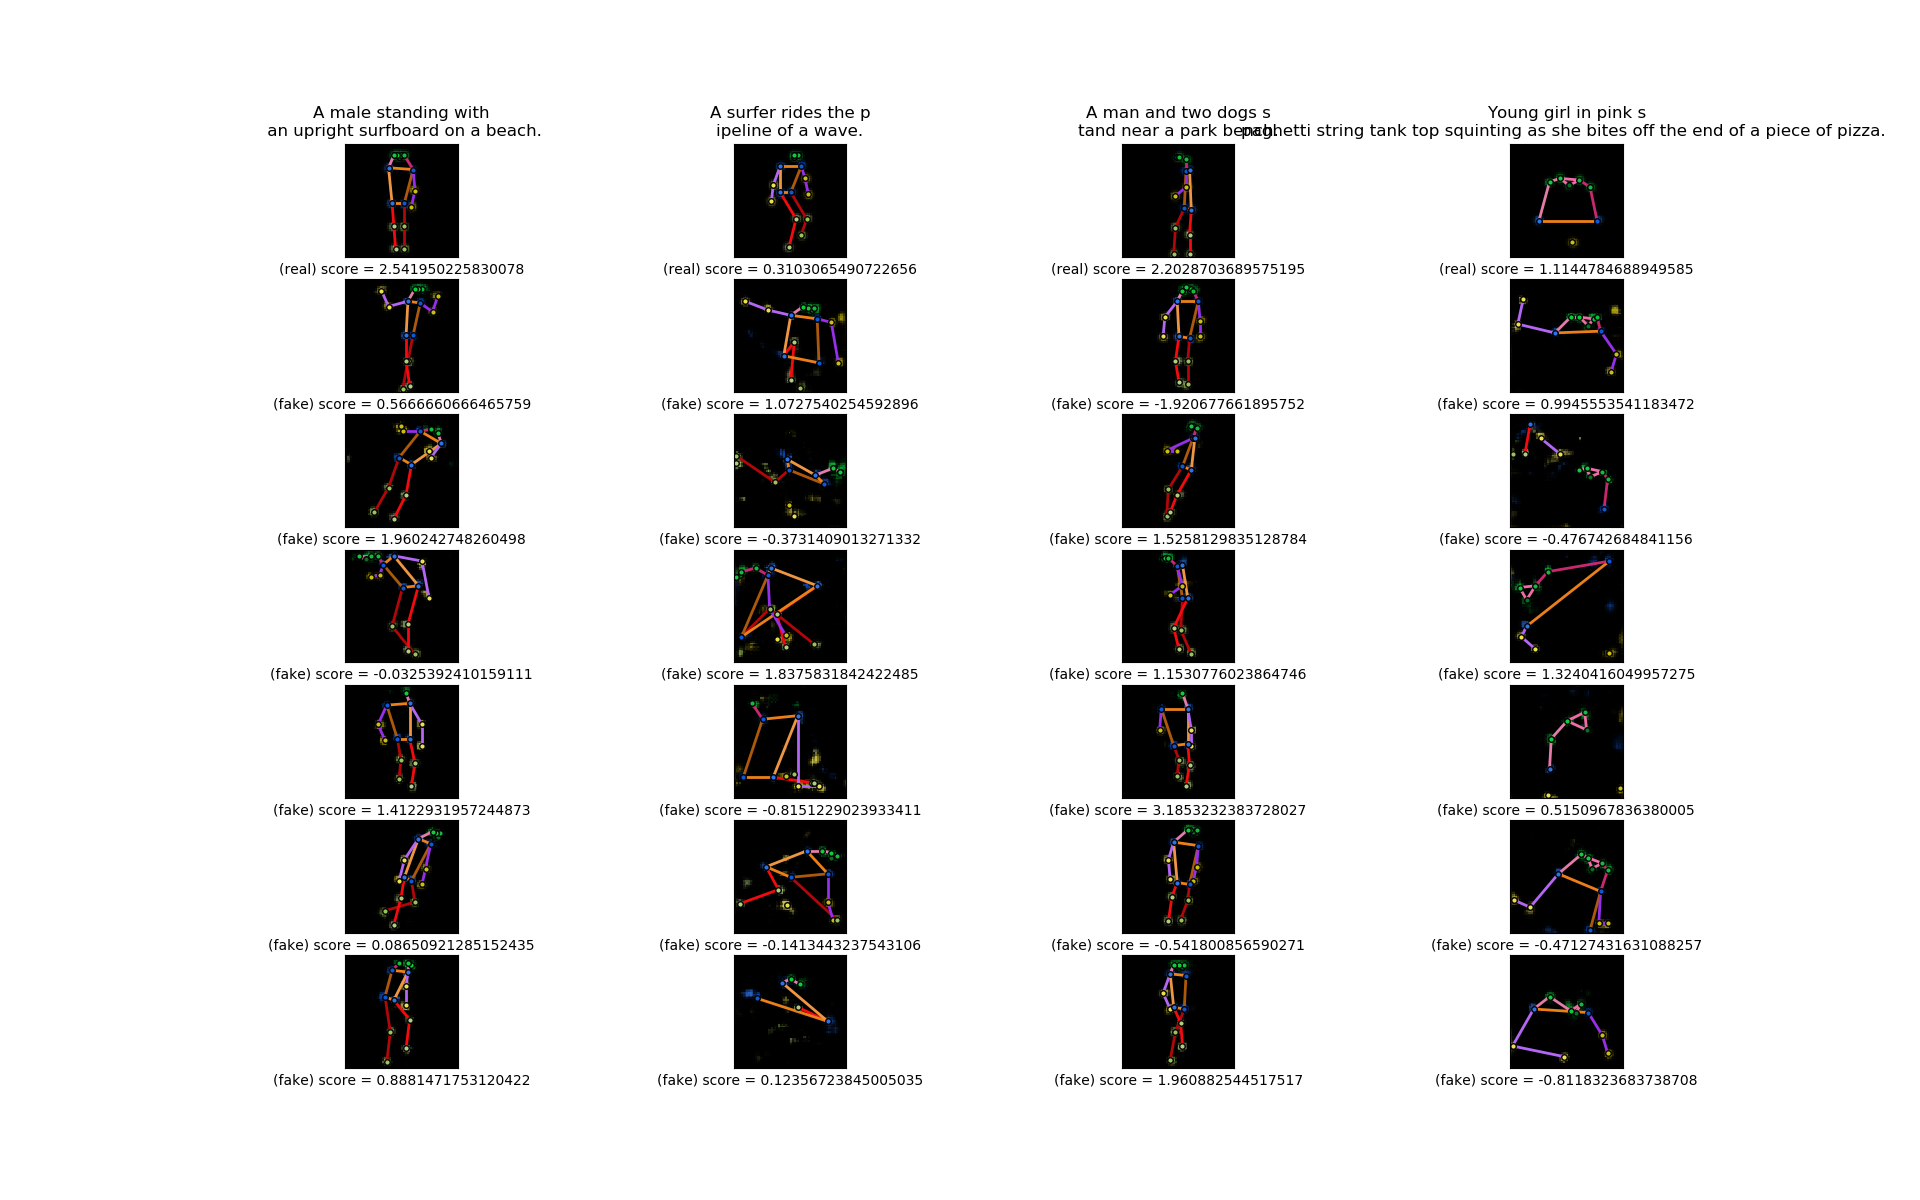 A male standing with
an upright surfboard on a beach.
A surfer rides the p
ipeline of a wave.
A man and two dogs s
tand near a park bench.
Young girl in pink s
paghetti string tank top squinting as she bites off the end of a piece of pizza.
(real) score = 2.541950225830078
(real) score = 0.3103065490722656
(real) score = 2.2028703689575195
(real) score = 1.1144784688949585
(fake) score = 0.5666660666465759
(fake) score = 1.0727540254592896
(fake) score = -1.920677661895752
(fake) score = 0.9945553541183472
(fake) score = 1.960242748260498
(fake) score = -0.3731409013271332
(fake) score = 1.5258129835128784
(fake) score = -0.476742684841156
(fake) score = -0.0325392410159111
(fake) score = 1.8375831842422485
(fake) score = 1.1530776023864746
(fake) score = 1.3240416049957275
(fake) score = 1.4122931957244873
(fake) score = -0.8151229023933411
(fake) score = 3.1853232383728027
(fake) score = 0.5150967836380005
(fake) score = 0.08650921285152435
(fake) score = -0.1413443237543106
(fake) score = -0.541800856590271
(fake) score = -0.47127431631088257
(fake) score = 0.8881471753120422
(fake) score = 0.12356723845005035
(fake) score = 1.960882544517517
(fake) score = -0.8118323683738708